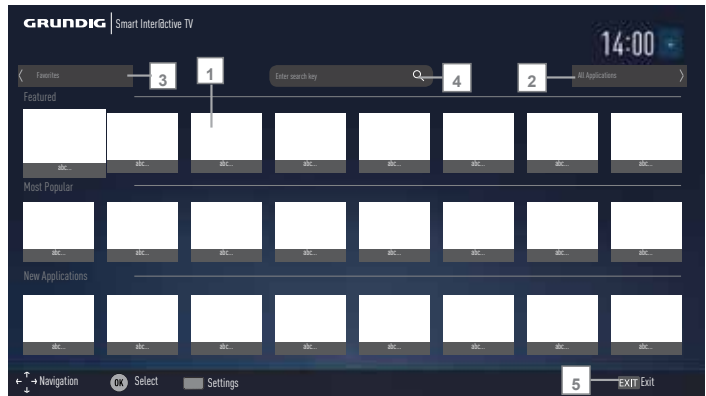 GRUNDIG Smart Inter@ctive TV
14:00
Favorites 3 1 Enter search key 4 2 All Applications
Featured
abc... abc... abc... abc... abc... abc... abc... abc...
Most Popular
abc... abc... abc... abc... abc... abc... abc... abc...
New Applications
abc... abc... abc... abc... abc... abc... abc... abc...
Navigation OK Select Settings 5 EXIT Exit